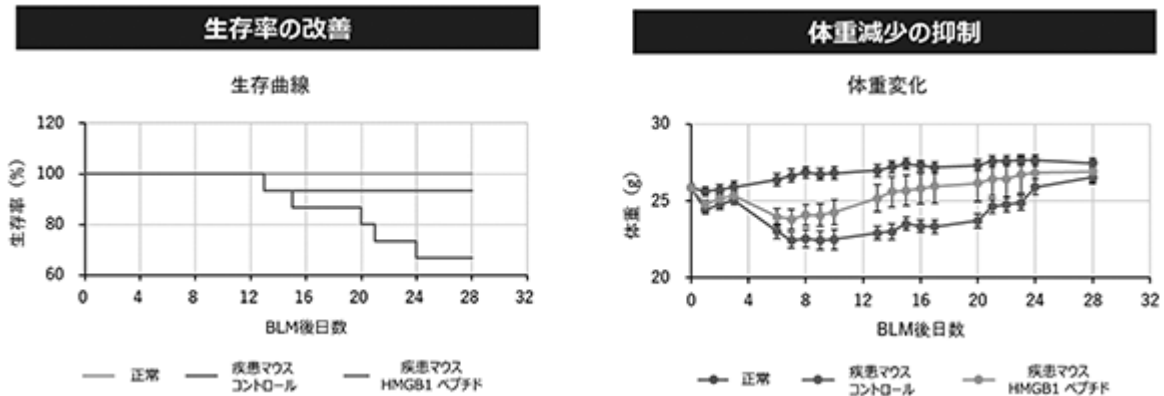 生存率の改善
生存曲線
生存率 (%)
120
100
80
60
0 4 8 12 16 20 24 28 32
BLM後日数
正常
疾患マウス
コントロール
疾患マウス
HMGB1 ペプチド
体重減少の抑制
体重変化
体重 (g)
30
25
20
0 4 8 12 16 20 24 28 32
BLM後日数
正常
疾患マウス
コントロール
疾患マウス
HMGB1 ペプチド